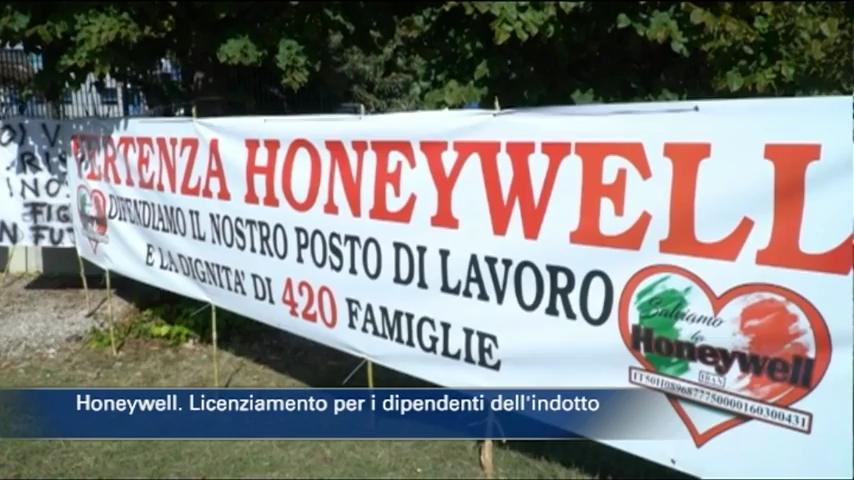 VERTENZA HONEYWELL
DIFENDIAMO IL NOSTRO POSTO DI LAVORO
E LA DIGNITA' DI 420 FAMIGLIE
Salviamo
la
Honeywell
IBAN
Honeywell. Licenziamento per i dipendenti dell'indotto